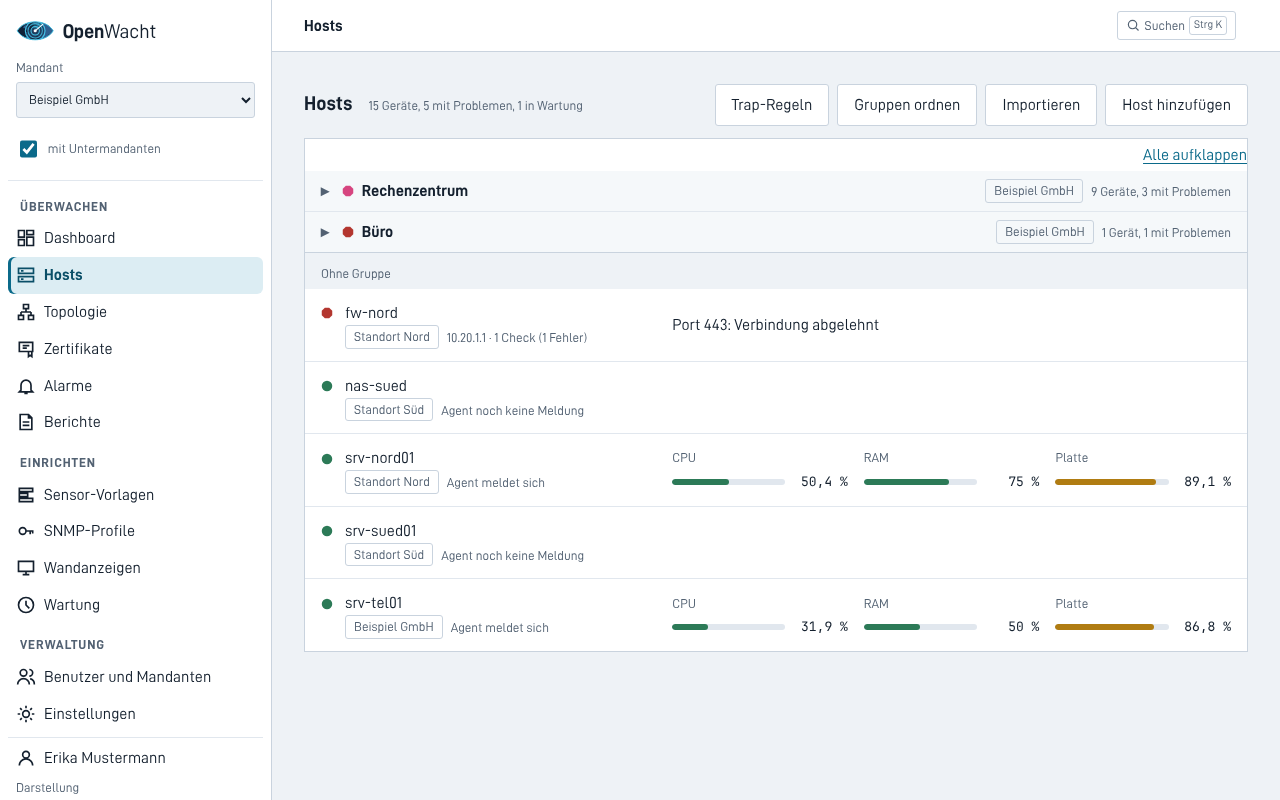 OpenWacht
Mandant
Beispiel GmbH
mit Untermandanten
ÜBERWACHEN
Dashboard
Hosts
Topologie
Zertifikate
Alarme
Berichte
EINRICHTEN
Sensor-Vorlagen
SNMP-Profile
Wandanzeigen
Wartung
VERWALTUNG
Benutzer und Mandanten
Einstellungen
Erika Mustermann
Darstellung
Hosts
Suchen Strg K
Hosts 15 Geräte, 5 mit Problemen, 1 in Wartung
Trap-Regeln Gruppen ordnen Importieren Host hinzufügen
Alle aufklappen
Rechenzentrum Beispiel GmbH 9 Geräte, 3 mit Problemen
Büro Beispiel GmbH 1 Gerät, 1 mit Problemen
Ohne Gruppe
fw-nord
Standort Nord 10.20.1.1 · 1 Check (1 Fehler)
Port 443: Verbindung abgelehnt
nas-sued
Standort Süd Agent noch keine Meldung
srv-nord01
Standort Nord Agent meldet sich
CPU RAM Platte
50,4 % 75 % 89,1 %
srv-sued01
Standort Süd Agent noch keine Meldung
srv-tel01
Beispiel GmbH Agent meldet sich
CPU RAM Platte
31,9 % 50 % 86,8 %